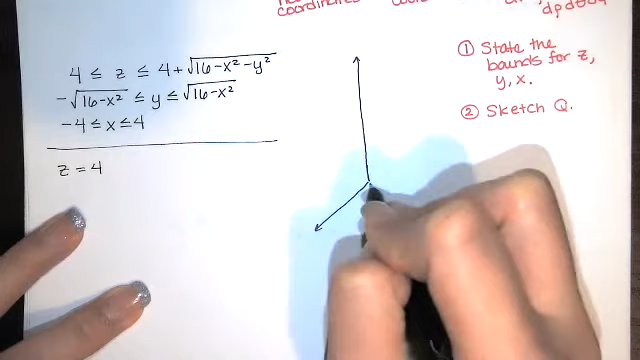 coordinates
dρdθdφ
4 ≤ z ≤ 4 + √(16 - x² - y²)
-√(16 - x²) ≤ y ≤ √(16 - x²)
-4 ≤ x ≤ 4
z = 4
① State the
bounds for z,
y, x.
② Sketch Q.